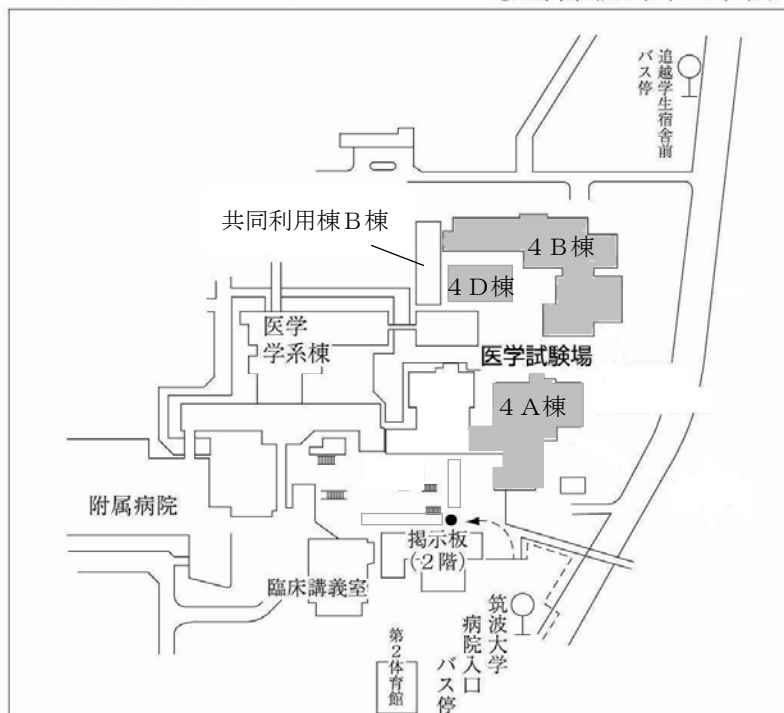 追越学生宿舎前
バス停
共同利用棟B棟
4B棟
4D棟
医学
学系棟
医学試験場
4A棟
附属病院
掲示板
(2階)
臨床講義室
筑波大学
病院入口
バス停
第2体育館